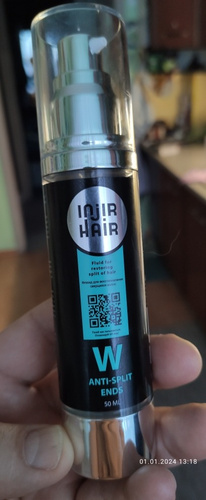 INJIR
HAIR
Fluid for
restoring
split of hair
W
ANTI-SPLIT
ENDS
50 ML
01.01.2024 13:18